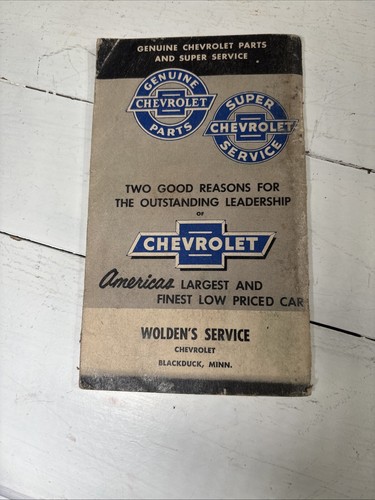 GENUINE CHEVROLET PARTS
AND SUPER SERVICE
GENUINE
CHEVROLET
PARTS
SUPER
CHEVROLET
SERVICE
TWO GOOD REASONS FOR
THE OUTSTANDING LEADERSHIP
OF
CHEVROLET
Americas LARGEST AND
FINEST LOW PRICED CAR
WOLDEN'S SERVICE
CHEVROLET
BLACKDUCK, MINN.